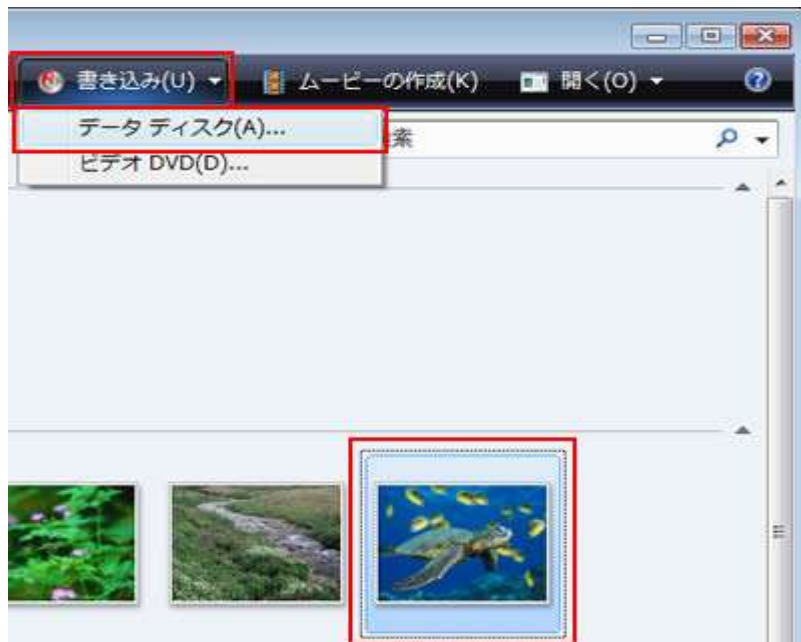 書き込み(U) ムービーの作成(K) 開く(O)
データ ディスク(A)...
索
ビデオ DVD(D)...